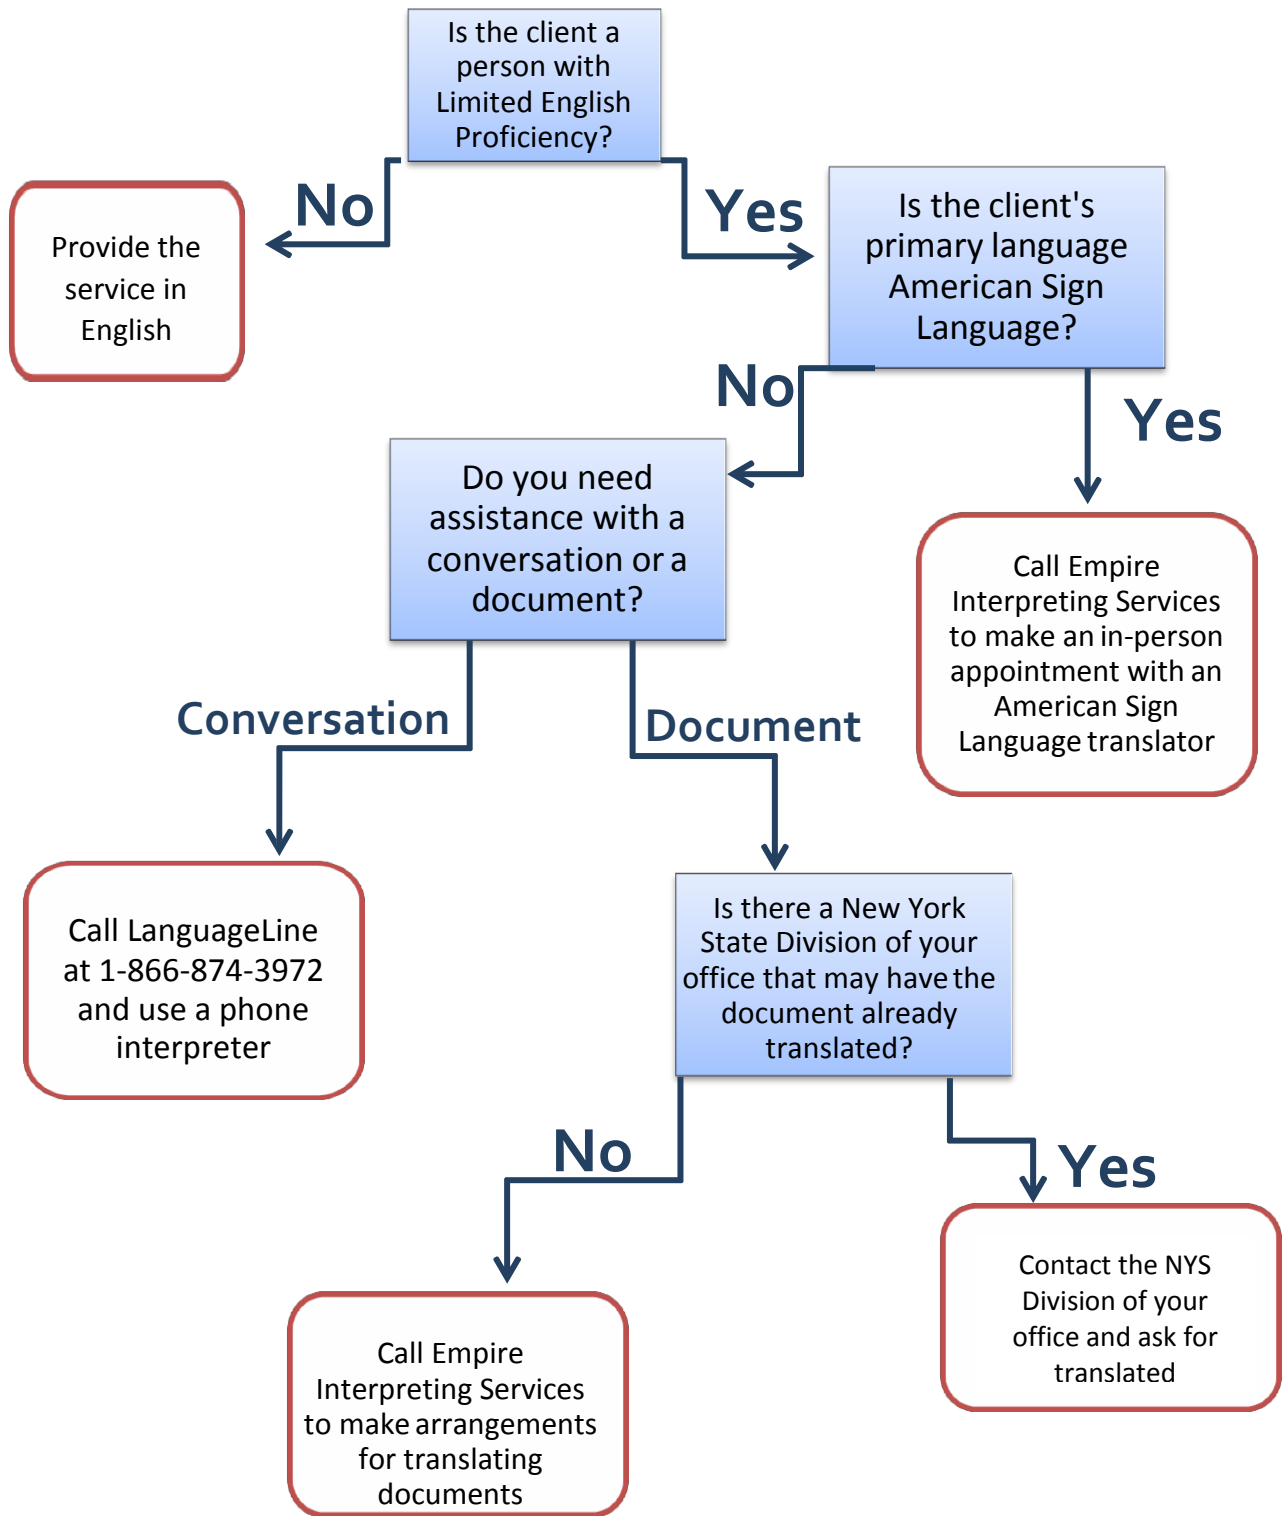 Is the client a
person with
Limited English
Proficiency?
No
Yes
Provide the
service in
English
Is the client's
primary language
American Sign
Language?
No
Yes
Do you need
assistance with a
conversation or a
document?
Call Empire
Interpreting Services
to make an in-person
appointment with an
American Sign
Language translator
Conversation
Document
Call LanguageLine
at 1-866-874-3972
and use a phone
interpreter
Is there a New York
State Division of your
office that may have the
document already
translated?
No
Yes
Call Empire
Interpreting Services
to make arrangements
for translating
documents
Contact the NYS
Division of your
office and ask for
translated